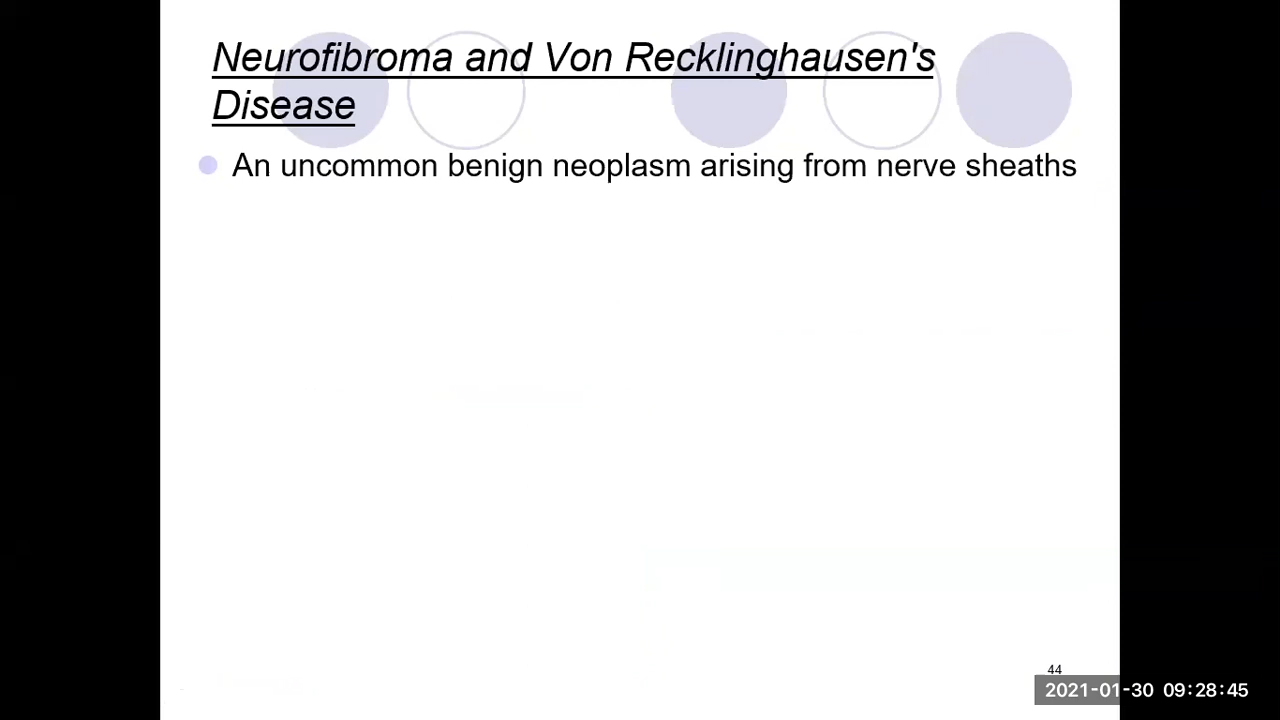 Neurofibroma and Von Recklinghausen's
Disease
An uncommon benign neoplasm arising from nerve sheaths
44
2021-01-30 09:28:45